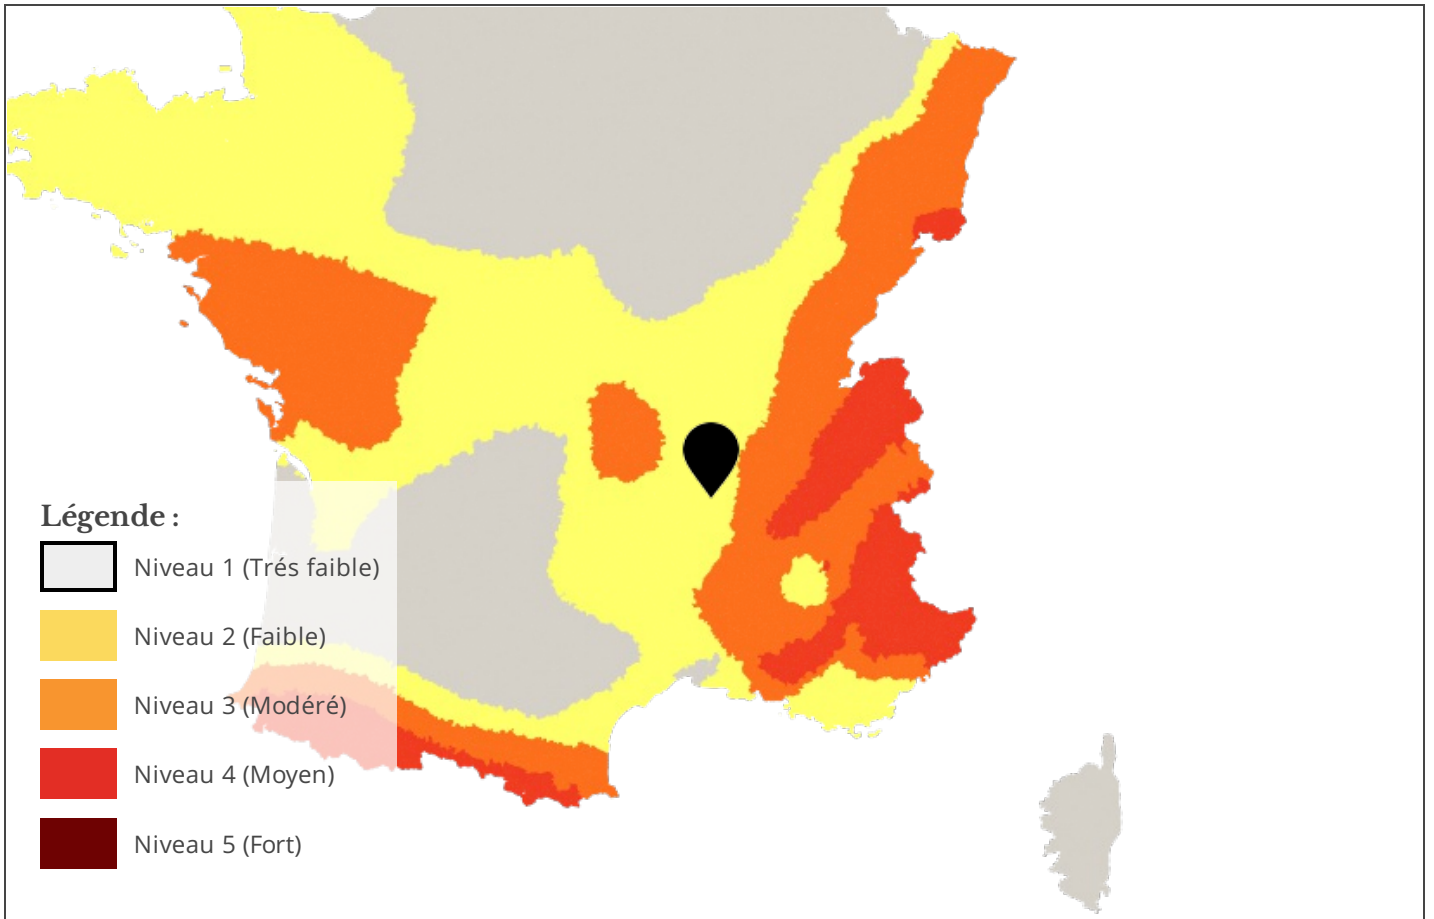 Légende :
Niveau 1 (Trés faible)
Niveau 2 (Faible)
Niveau 3 (Modéré)
Niveau 4 (Moyen)
Niveau 5 (Fort)